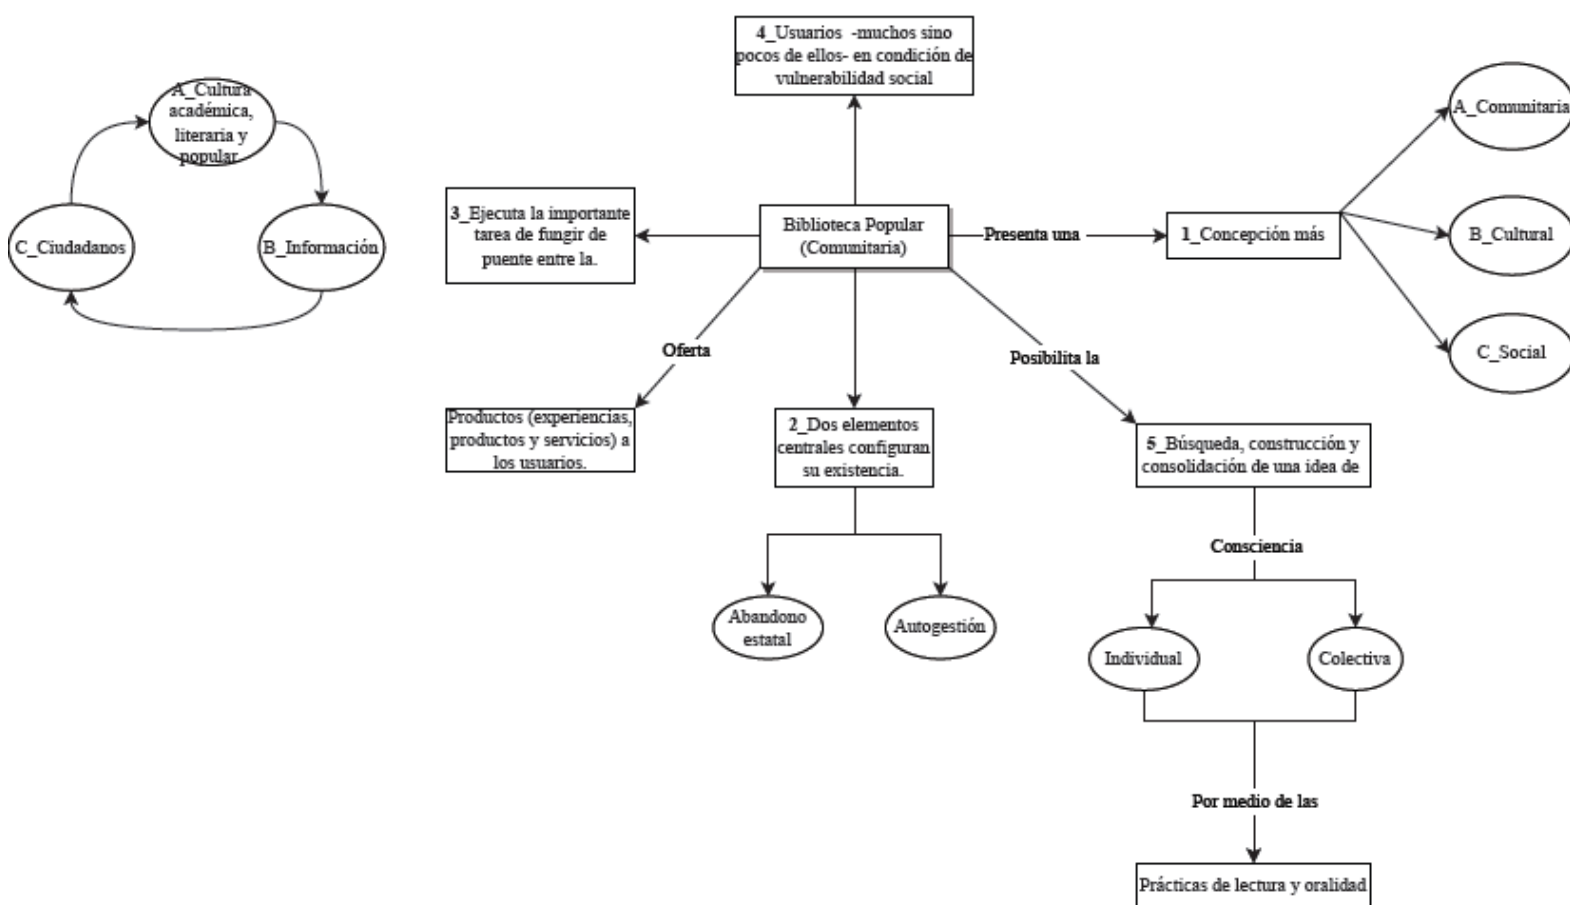 4_Usuarios -muchos sino
pocos de ellos- en condición de
vulnerabilidad social
A_Cultura
académica,
literaria y
popular
C_Ciudadanos
B_Información
3_Ejecuta la importante
tarea de fungir de
puente entre la.
Biblioteca Popular
(Comunitaria)
Presenta una
1_Concepción más
A_Comunitaria
B_Cultural
C_Social
Oferta
Posibilita la
Productos (experiencias,
productos y servicios) a
los usuarios.
2_Dos elementos
centrales configuran
su existencia.
5_Búsqueda, construcción y
consolidación de una idea de
Abandono
estatal
Autogestión
Consciencia
Individual
Colectiva
Por medio de las
Prácticas de lectura y oralidad